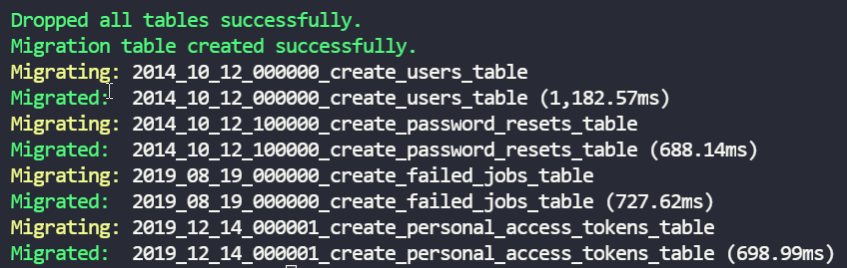 Dropped all tables successfully.
Migration table created successfully.
Migrating: 2014_10_12_000000_create_users_table
Migrated:  2014_10_12_000000_create_users_table (1,182.57ms)
Migrating: 2014_10_12_100000_create_password_resets_table
Migrated:  2014_10_12_100000_create_password_resets_table (688.14ms)
Migrating: 2019_08_19_000000_create_failed_jobs_table
Migrated:  2019_08_19_000000_create_failed_jobs_table (727.62ms)
Migrating: 2019_12_14_000001_create_personal_access_tokens_table
Migrated:  2019_12_14_000001_create_personal_access_tokens_table (698.99ms)